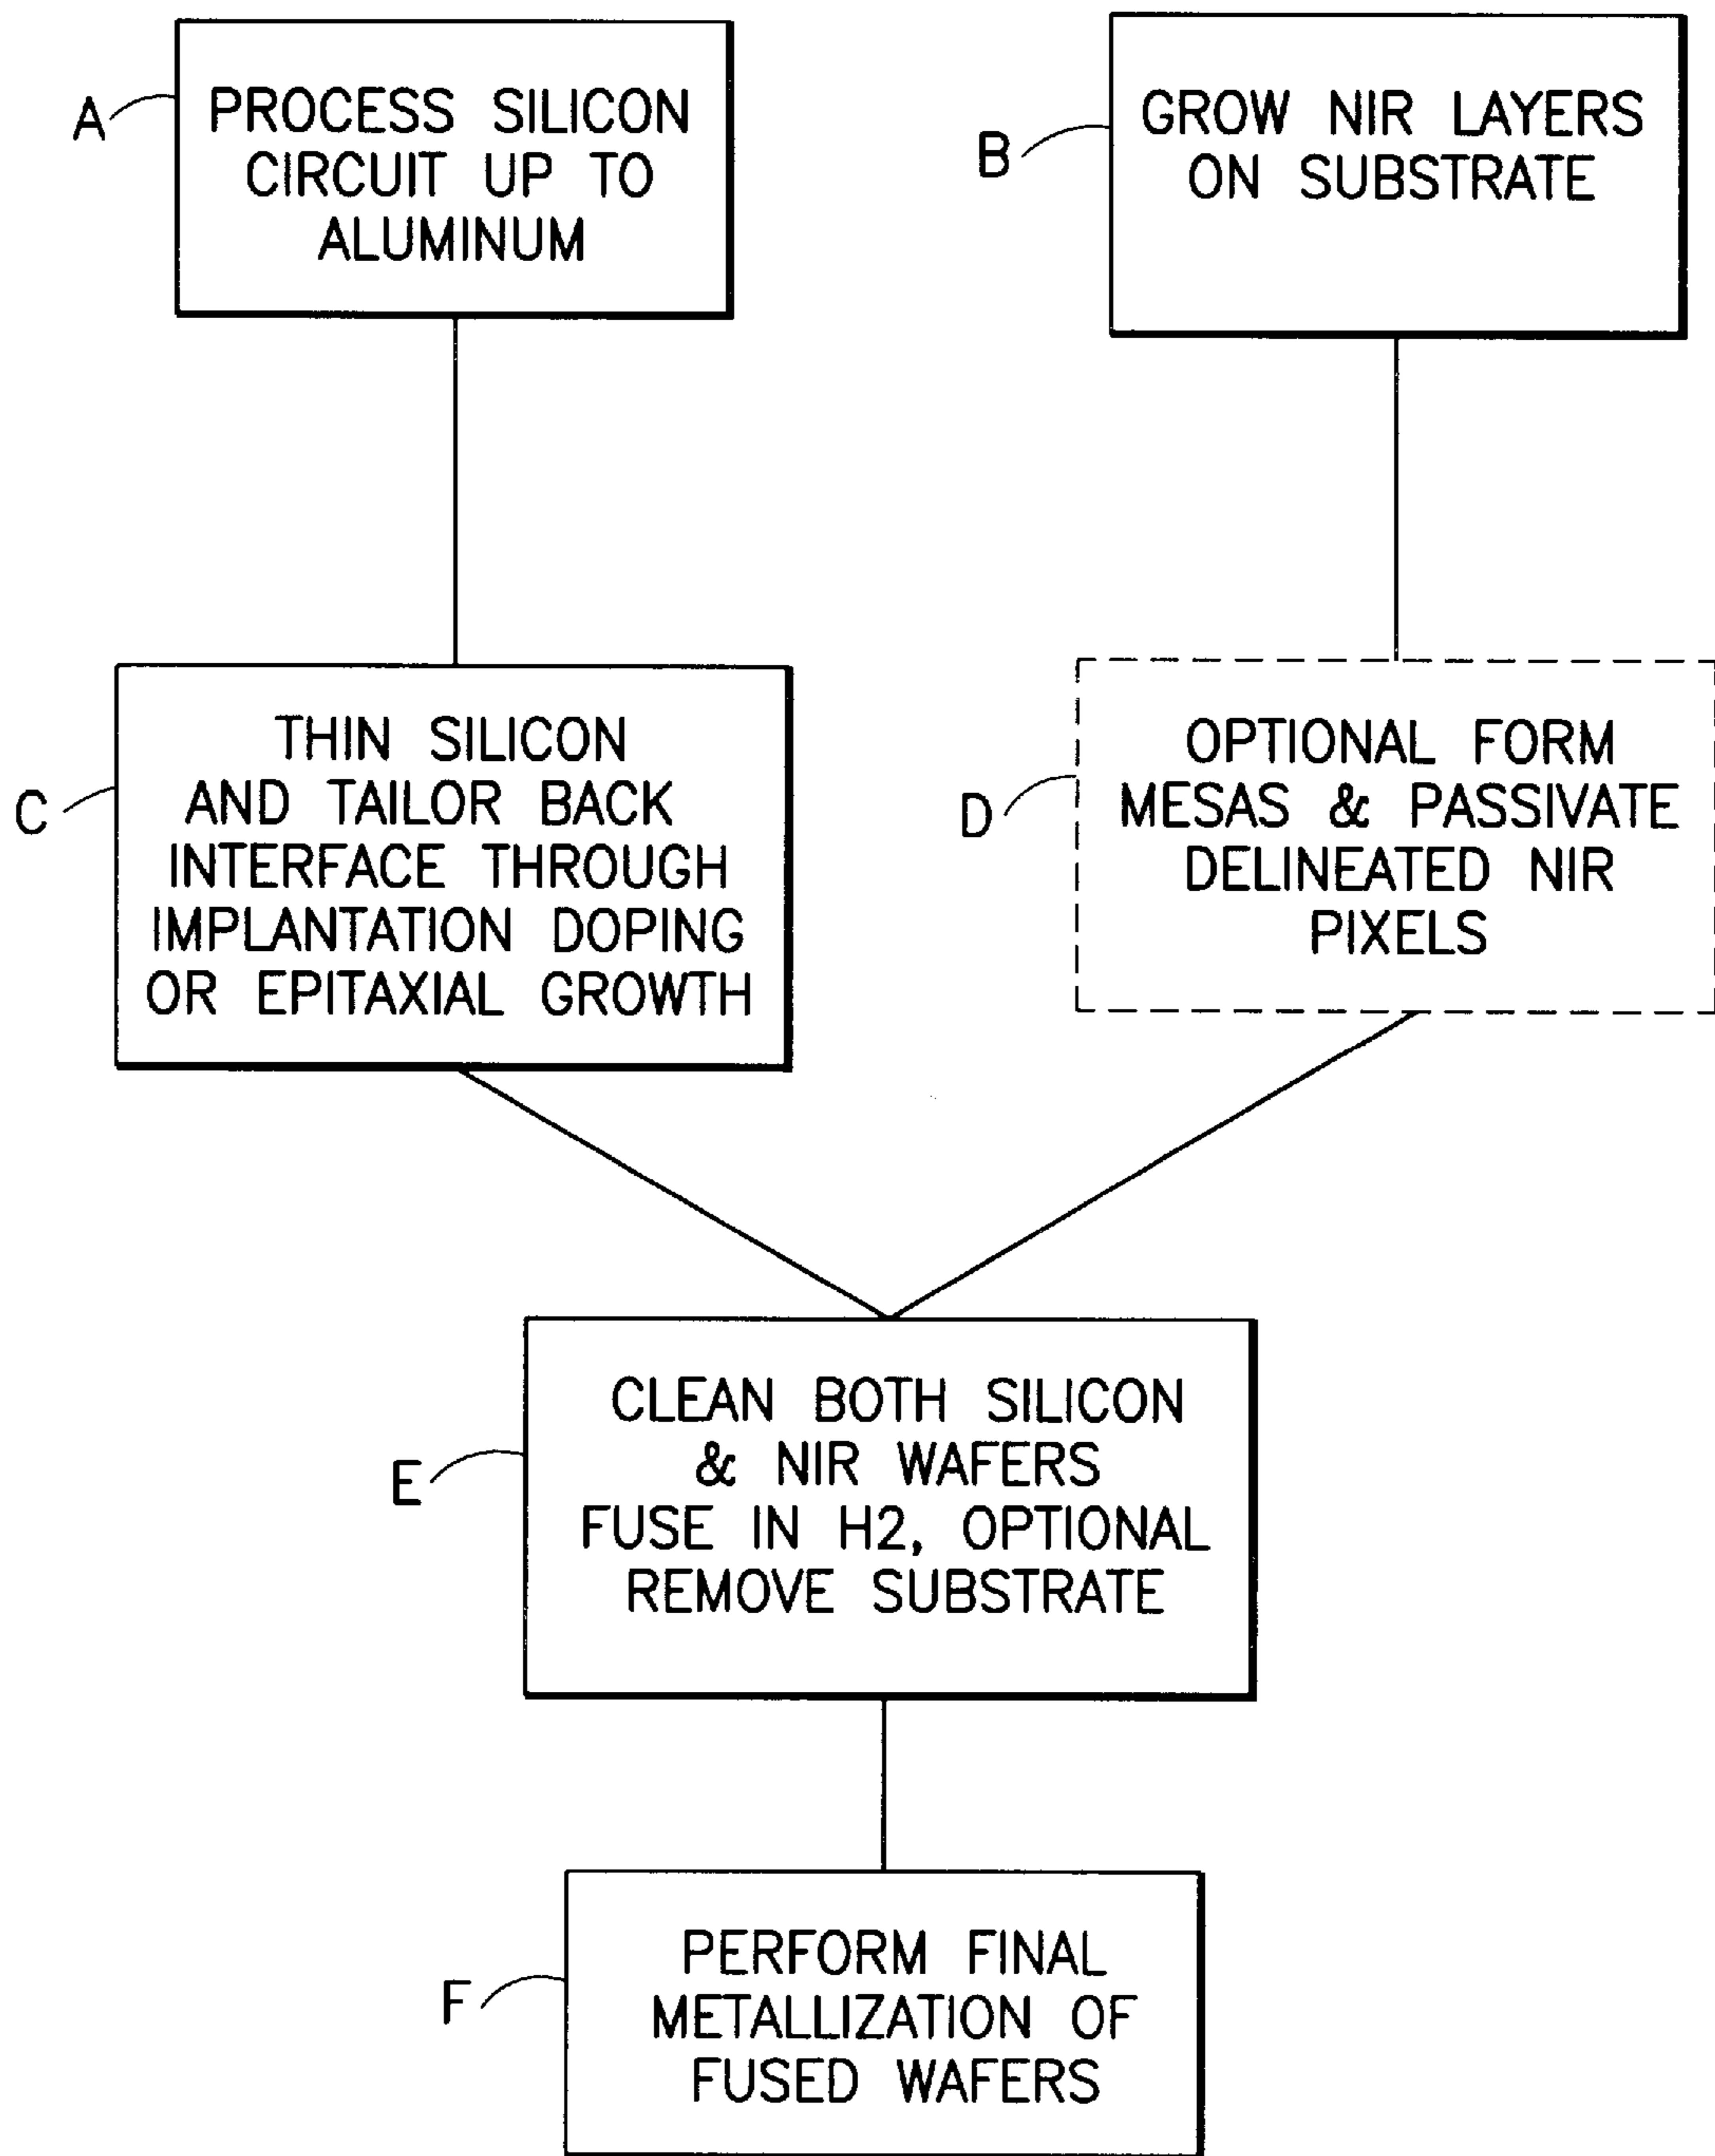 A
PROCESS SILICON
CIRCUIT UP TO
ALUMINUM
B
GROW NIR LAYERS
ON SUBSTRATE
C
THIN SILICON
AND TAILOR BACK
INTERFACE THROUGH
IMPLANTATION DOPING
OR EPITAXIAL GROWTH
D
OPTIONAL FORM
MESAS & PASSIVATE
DELINEATED NIR
PIXELS
E
CLEAN BOTH SILICON
& NIR WAFERS
FUSE IN H2, OPTIONAL
REMOVE SUBSTRATE
F
PERFORM FINAL
METALLIZATION OF
FUSED WAFERS